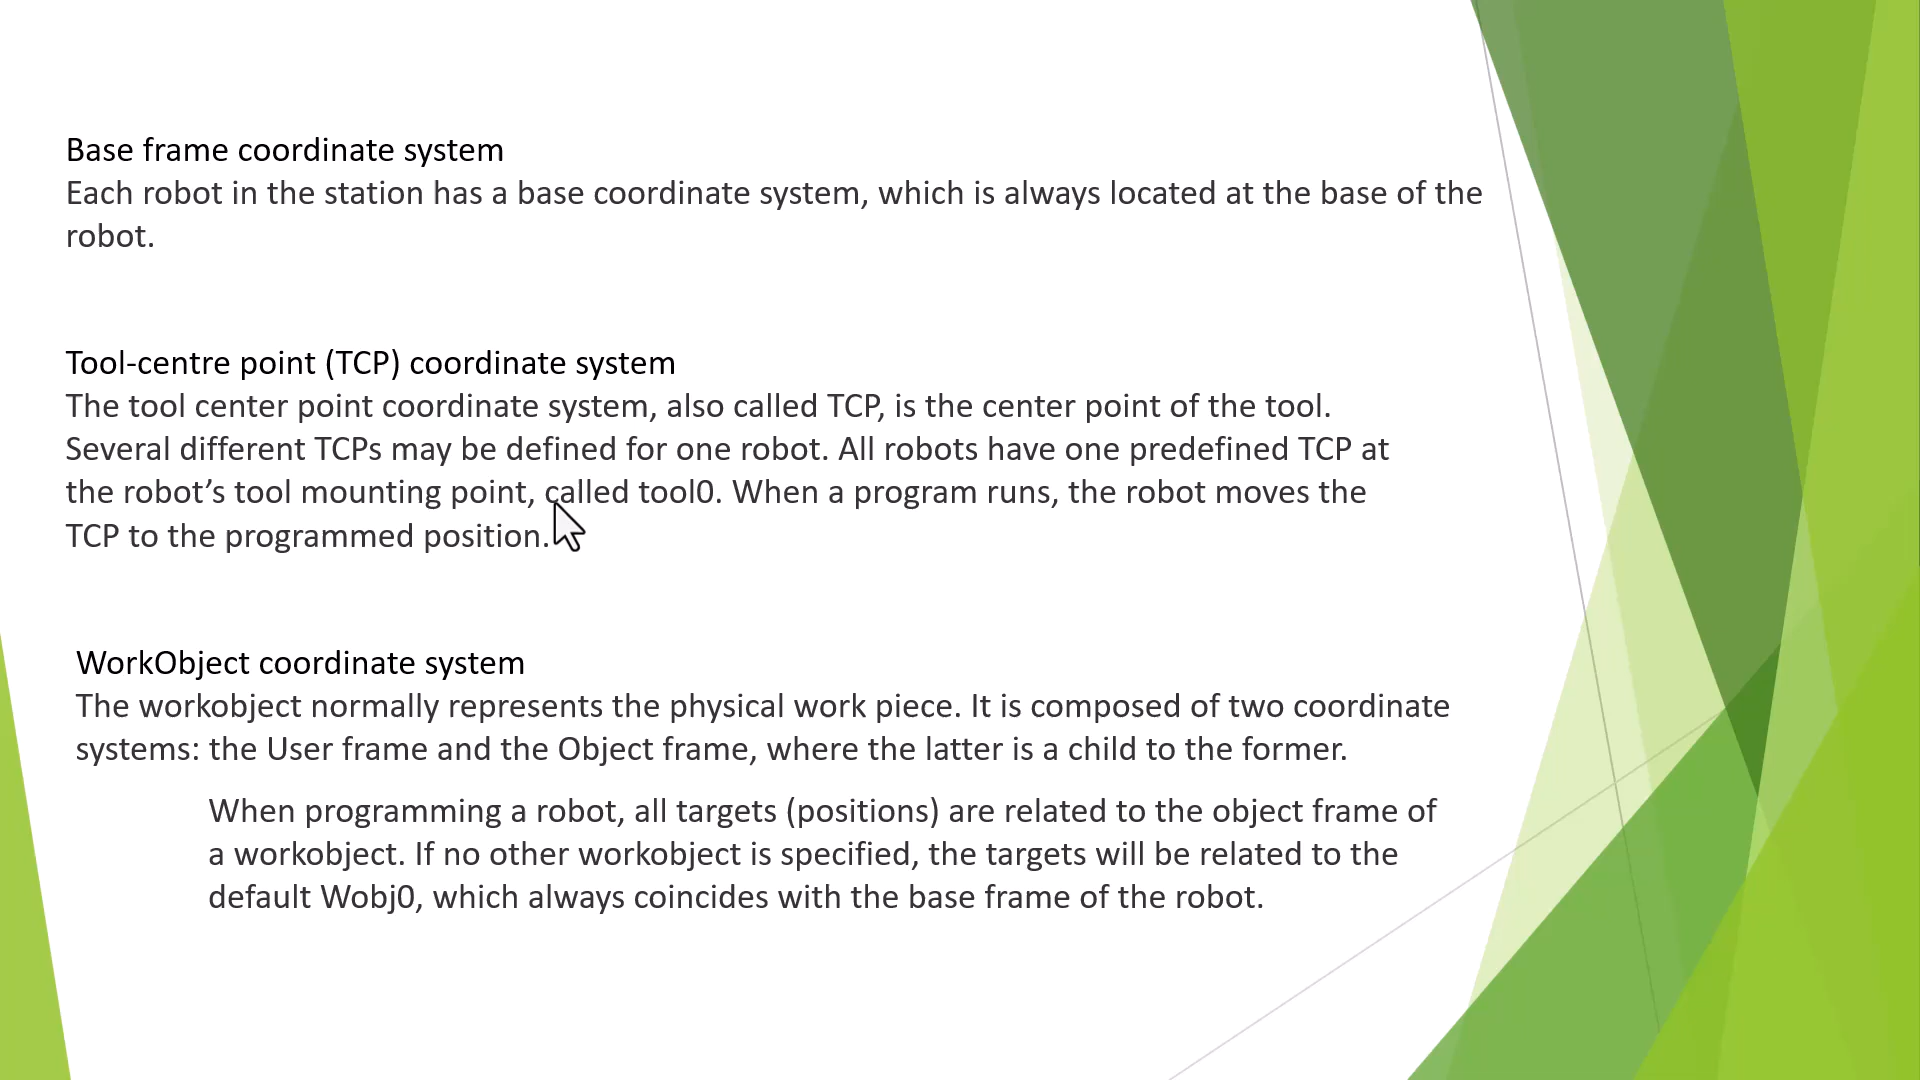 Base frame coordinate system
Each robot in the station has a base coordinate system, which is always located at the base of the
robot.
Tool-centre point (TCP) coordinate system
The tool center point coordinate system, also called TCP, is the center point of the tool.
Several different TCPs may be defined for one robot. All robots have one predefined TCP at
the robot’s tool mounting point, called tool0. When a program runs, the robot moves the
TCP to the programmed position.
WorkObject coordinate system
The workobject normally represents the physical work piece. It is composed of two coordinate
systems: the User frame and the Object frame, where the latter is a child to the former.
When programming a robot, all targets (positions) are related to the object frame of
a workobject. If no other workobject is specified, the targets will be related to the
default Wobj0, which always coincides with the base frame of the robot.